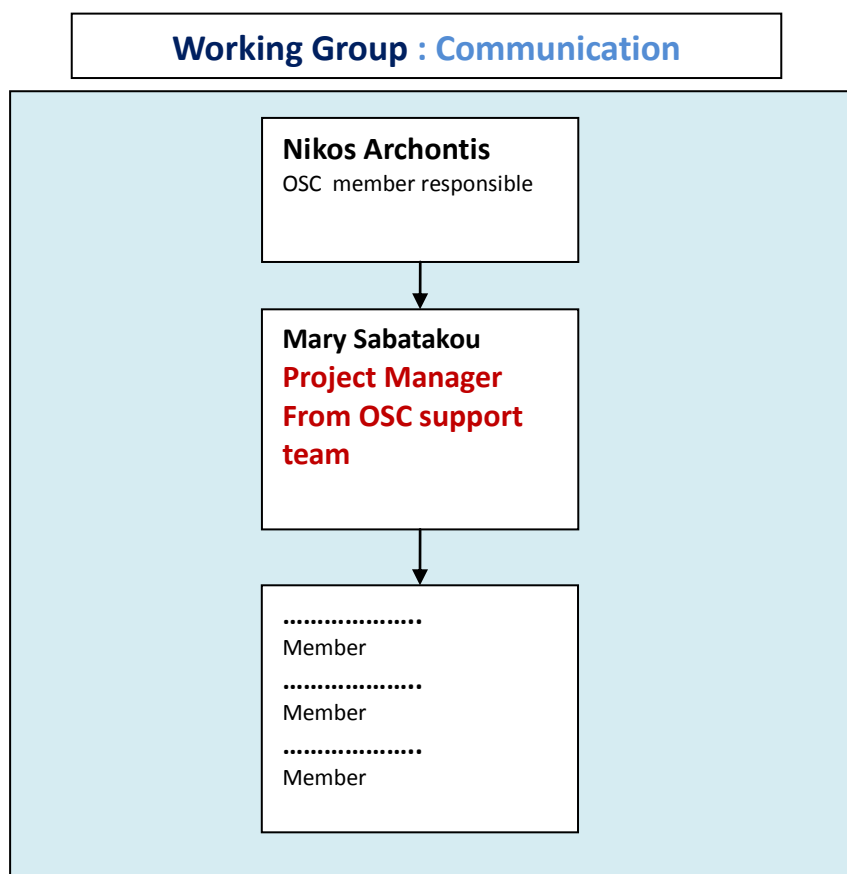 Working Group : Communication
Nikos Archontis
OSC  member responsible
Mary Sabatakou
Project Manager
From OSC support
team
………………..
Member
………………..
Member
………………..
Member